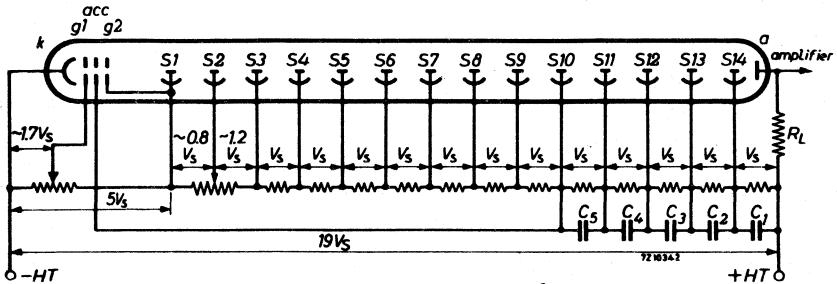 acc
g1 g2
k
a
S1 S2 S3 S4 S5 S6 S7 S8 S9 S10 S11 S12 S13 S14
amplifier
~1.7Vs
~0.8 ~1.2
Vs Vs Vs Vs Vs Vs Vs Vs Vs Vs Vs Vs Vs Vs
RL
5Vs
C5 C4 C3 C2 C1
19Vs
7Z10342
-HT
+HT